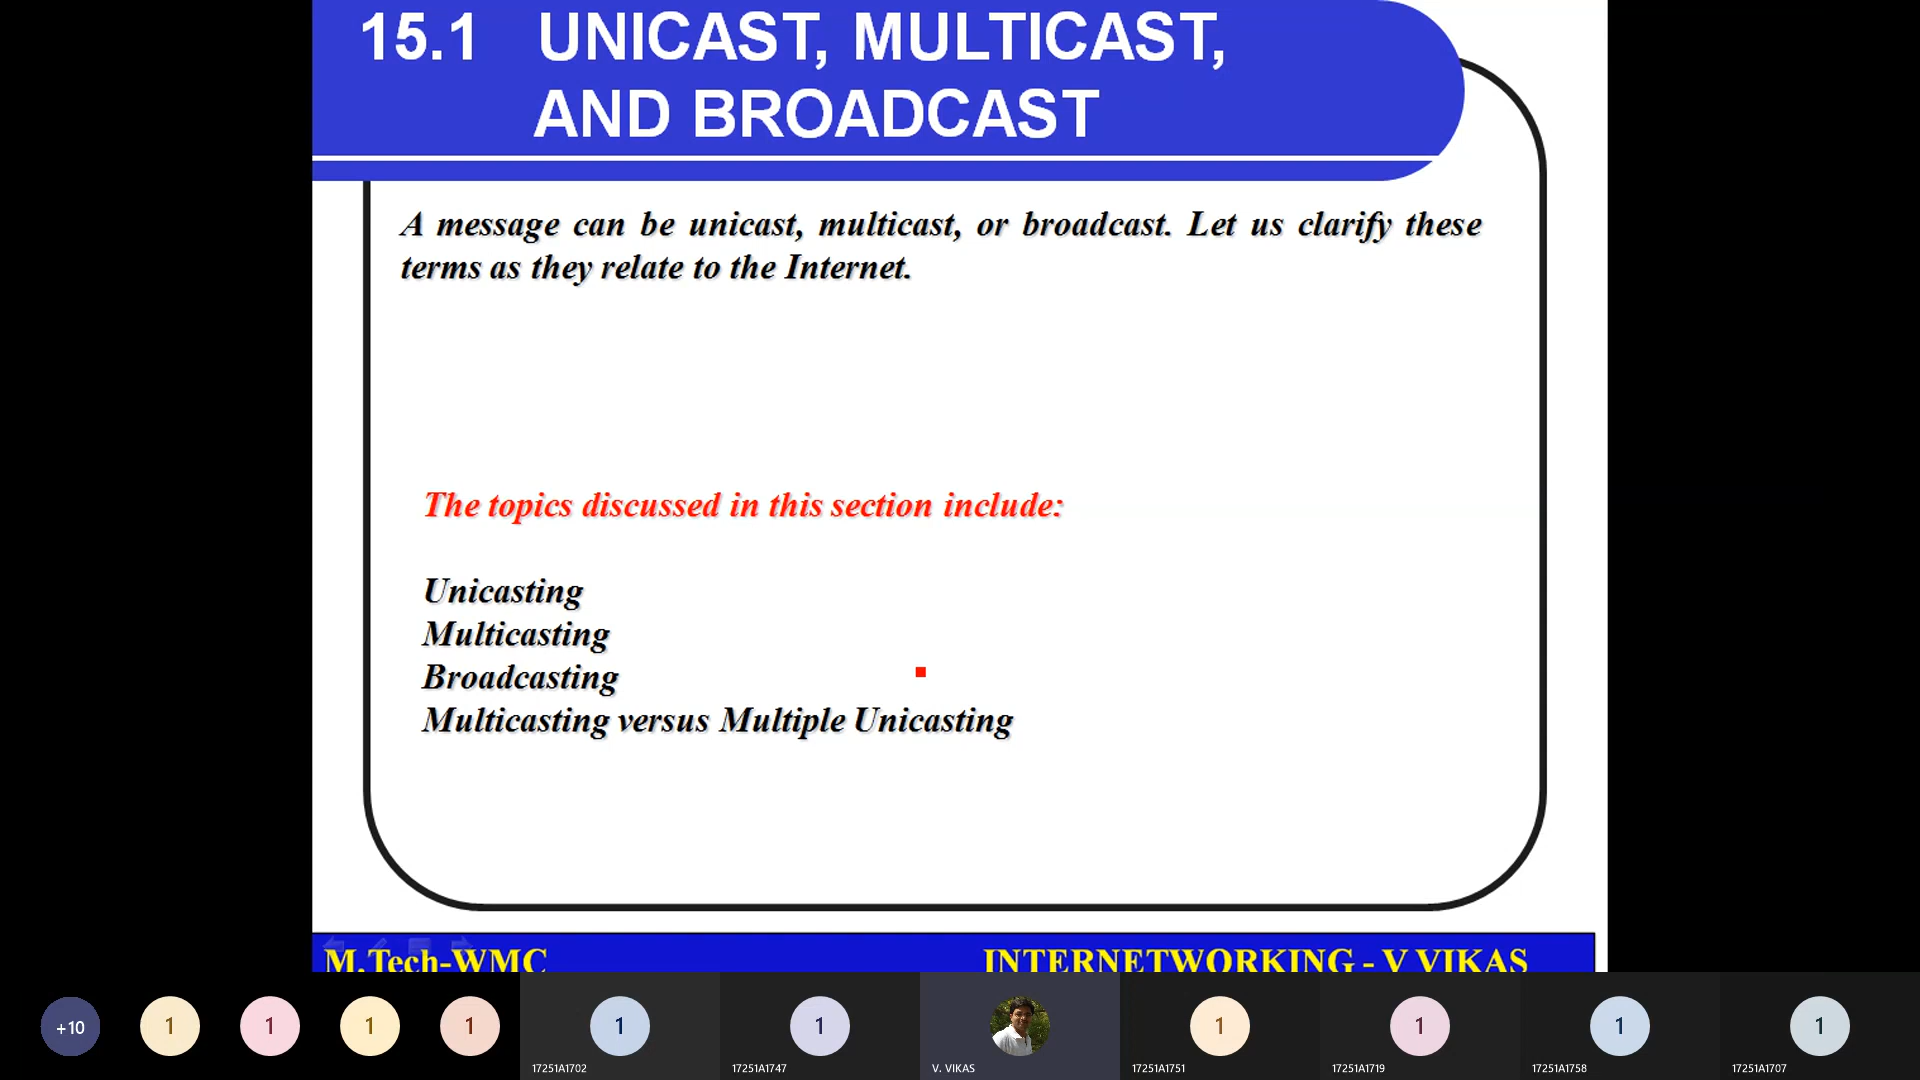 15.1 UNICAST, MULTICAST,
AND BROADCAST
A message can be unicast, multicast, or broadcast. Let us clarify these
terms as they relate to the Internet.
The topics discussed in this section include:
Unicasting
Multicasting
Broadcasting
Multicasting versus Multiple Unicasting
M.Tech-WMC INTERNETWORKING - V VIKAS
+10 1 1 1 1 1 1 1 1 1 1
17251A1702 17251A1747 V. VIKAS 17251A1751 17251A1719 17251A1758 17251A1707